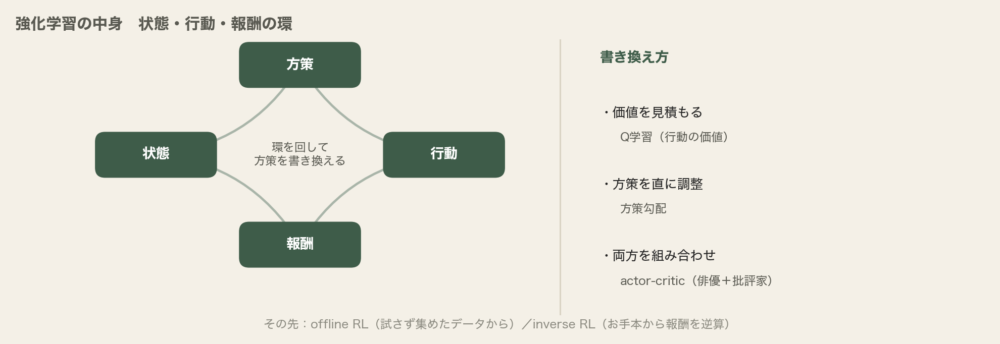 強化学習の中身　状態・行動・報酬の環
方策
状態
行動
環を回して
方策を書き換える
報酬
書き換え方
・価値を見積もる
Q学習（行動の価値）
・方策を直に調整
方策勾配
・両方を組み合わせ
actor-critic（俳優＋批評家）
その先：offline RL（試さず集めたデータから）／inverse RL（お手本から報酬を逆算）